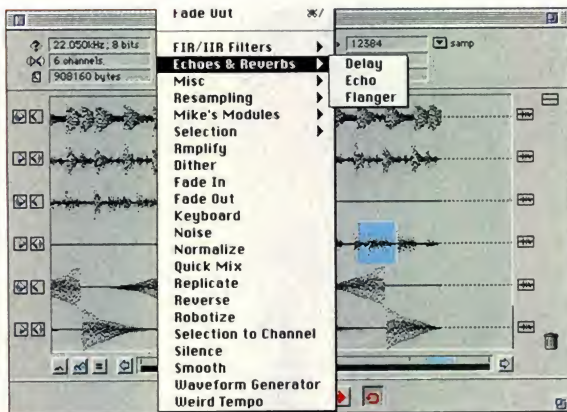 Fade Out ⌘/
22.050kHz; 8 bits
6 channels.
908160 bytes
12384
samp
FIR/IIR Filters
Echoes & Reverbs
Misc
Resampling
Mike's Modules
Selection
Amplify
Dither
Fade In
Fade Out
Keyboard
Noise
Normalize
Quick Mix
Replicate
Reverse
Robotize
Selection to Channel
Silence
Smooth
Waveform Generator
Weird Tempo
Delay
Echo
Flanger